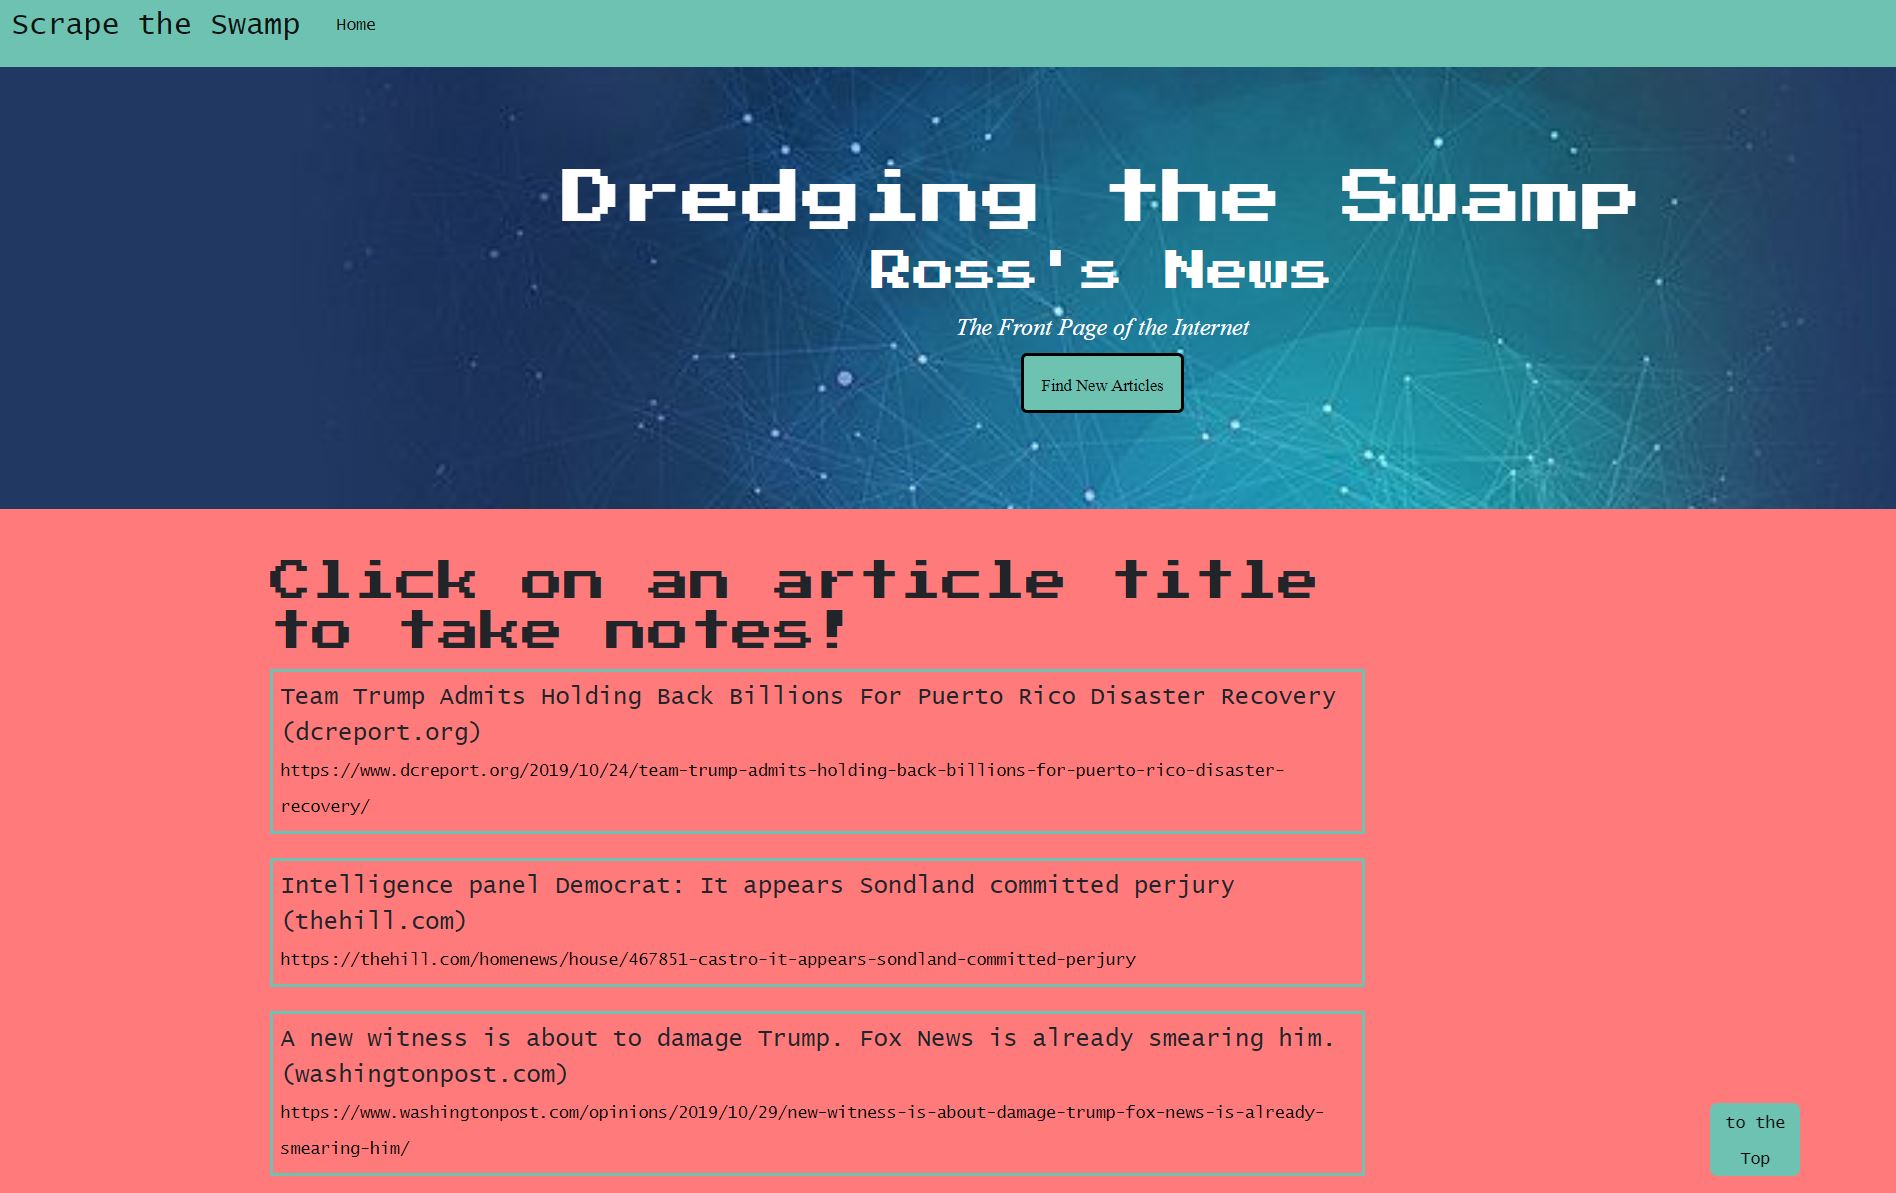 Scrape the Swamp Home
Dredging the Swamp
Ross's News
The Front Page of the Internet
Find New Articles
Click on an article title
to take notes!
Team Trump Admits Holding Back Billions For Puerto Rico Disaster Recovery
(dcreport.org)
https://www.dcreport.org/2019/10/24/team-trump-admits-holding-back-billions-for-puerto-rico-disaster-
recovery/
Intelligence panel Democrat: It appears Sondland committed perjury
(thehill.com)
https://thehill.com/homenews/house/467851-castro-it-appears-sondland-committed-perjury
A new witness is about to damage Trump. Fox News is already smearing him.
(washingtonpost.com)
https://www.washingtonpost.com/opinions/2019/10/29/new-witness-is-about-damage-trump-fox-news-is-already-
smearing-him/
to the
Top